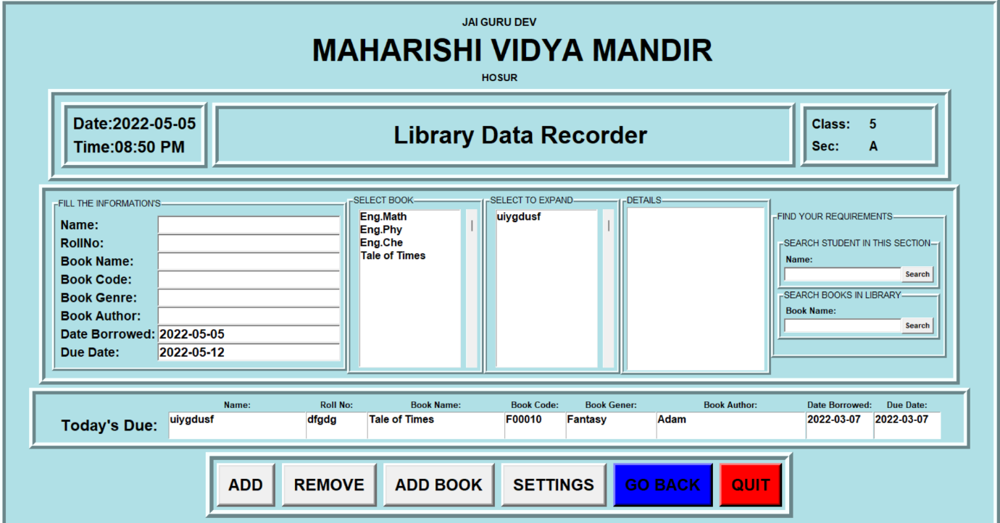 JAI GURU DEV
MAHARISHI VIDYA MANDIR
HOSUR
Date:2022-05-05
Time:08:50 PM
Library Data Recorder
Class: 5
Sec: A
FILL THE INFORMATION'S
Name:
RollNo:
Book Name:
Book Code:
Book Genre:
Book Author:
Date Borrowed: 2022-05-05
Due Date: 2022-05-12
SELECT BOOK
Eng.Math
Eng.Phy
Eng.Che
Tale of Times
SELECT TO EXPAND
uiygdusf
DETAILS
FIND YOUR REQUIREMENTS
SEARCH STUDENT IN THIS SECTION
Name:
Search
SEARCH BOOKS IN LIBRARY
Book Name:
Search
Name: Roll No: Book Name: Book Code: Book Gener: Book Author: Date Borrowed: Due Date:
Today's Due: uiygdusf dfgdg Tale of Times F00010 Fantasy Adam 2022-03-07 2022-03-07
ADD REMOVE ADD BOOK SETTINGS GO BACK QUIT